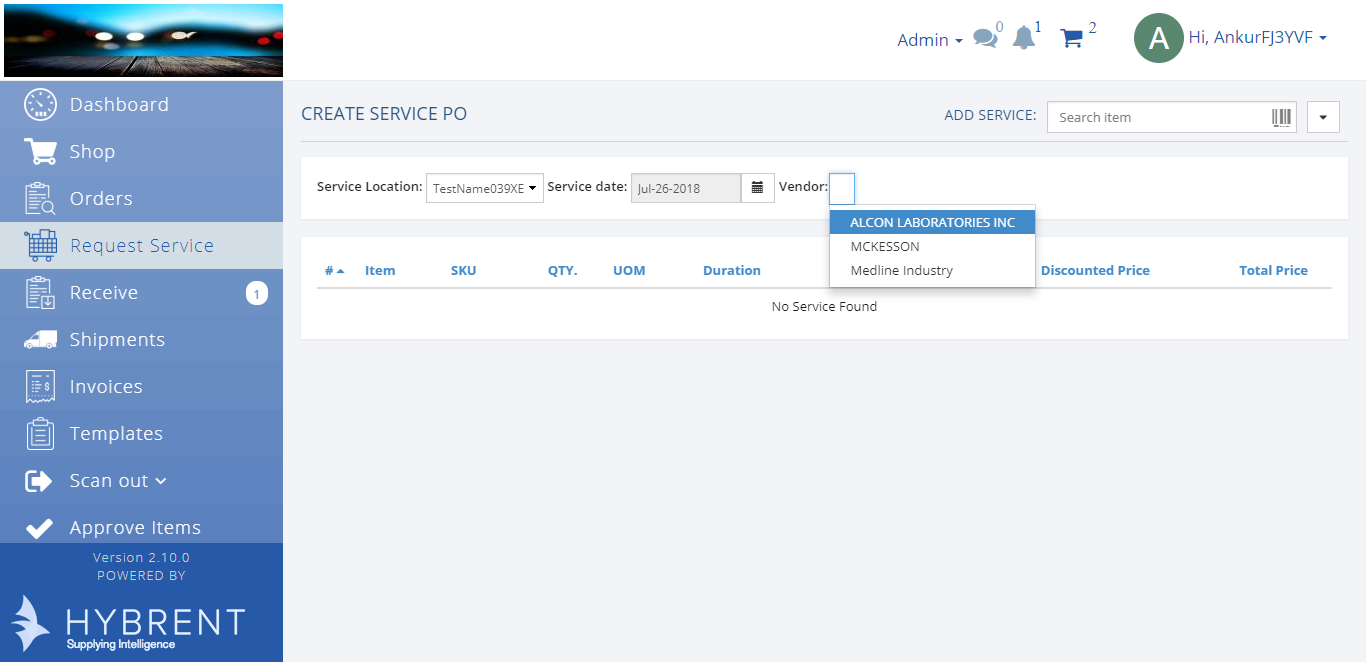 Admin 0 1 2 A Hi, AnkurFJ3YVF
Dashboard
Shop
Orders
Request Service
Receive 1
Shipments
Invoices
Templates
Scan out
Approve Items
Version 2.10.0
POWERED BY
HYBRENT
Supplying Intelligence
CREATE SERVICE PO ADD SERVICE: Search item
Service Location: TestName039XE Service date: Jul-26-2018 Vendor:
ALCON LABORATORIES INC
MCKESSON
Medline Industry
# Item SKU QTY. UOM Duration Discounted Price Total Price
No Service Found